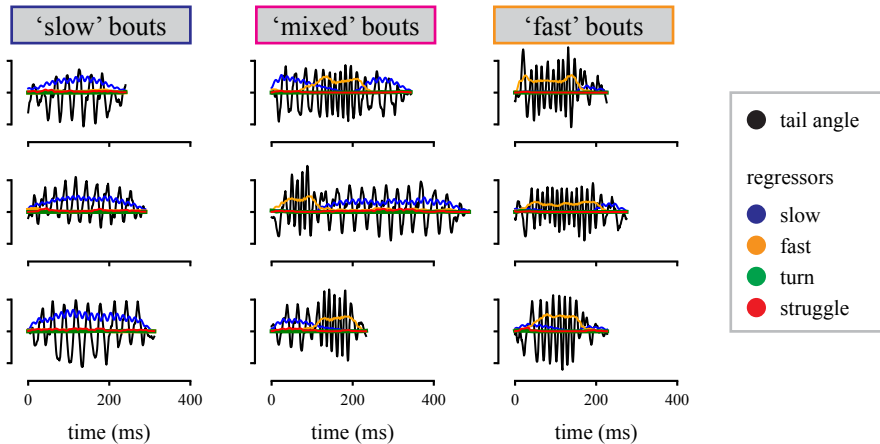 ‘slow’ bouts
‘mixed’ bouts
‘fast’ bouts
tail angle
regressors
slow
fast
turn
struggle
0 200 400
0 200 400
0 200 400
time (ms)
time (ms)
time (ms)